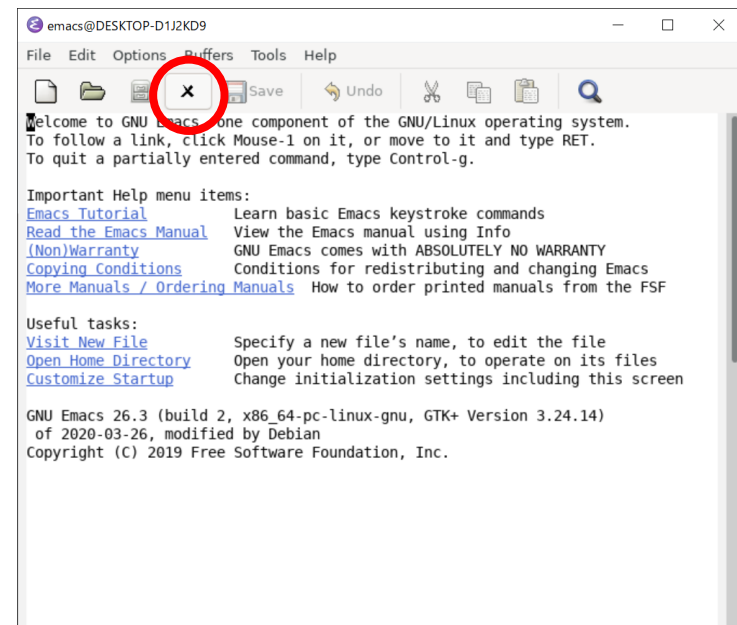 emacs@DESKTOP-D1J2KD9
File Edit Options Buffers Tools Help
Save Undo
Welcome to GNU Emacs, one component of the GNU/Linux operating system.
To follow a link, click Mouse-1 on it, or move to it and type RET.
To quit a partially entered command, type Control-g.
Important Help menu items:
Emacs Tutorial Learn basic Emacs keystroke commands
Read the Emacs Manual View the Emacs manual using Info
(Non)Warranty GNU Emacs comes with ABSOLUTELY NO WARRANTY
Copying Conditions Conditions for redistributing and changing Emacs
More Manuals / Ordering Manuals How to order printed manuals from the FSF
Useful tasks:
Visit New File Specify a new file's name, to edit the file
Open Home Directory Open your home directory, to operate on its files
Customize Startup Change initialization settings including this screen
GNU Emacs 26.3 (build 2, x86_64-pc-linux-gnu, GTK+ Version 3.24.14)
of 2020-03-26, modified by Debian
Copyright (C) 2019 Free Software Foundation, Inc.